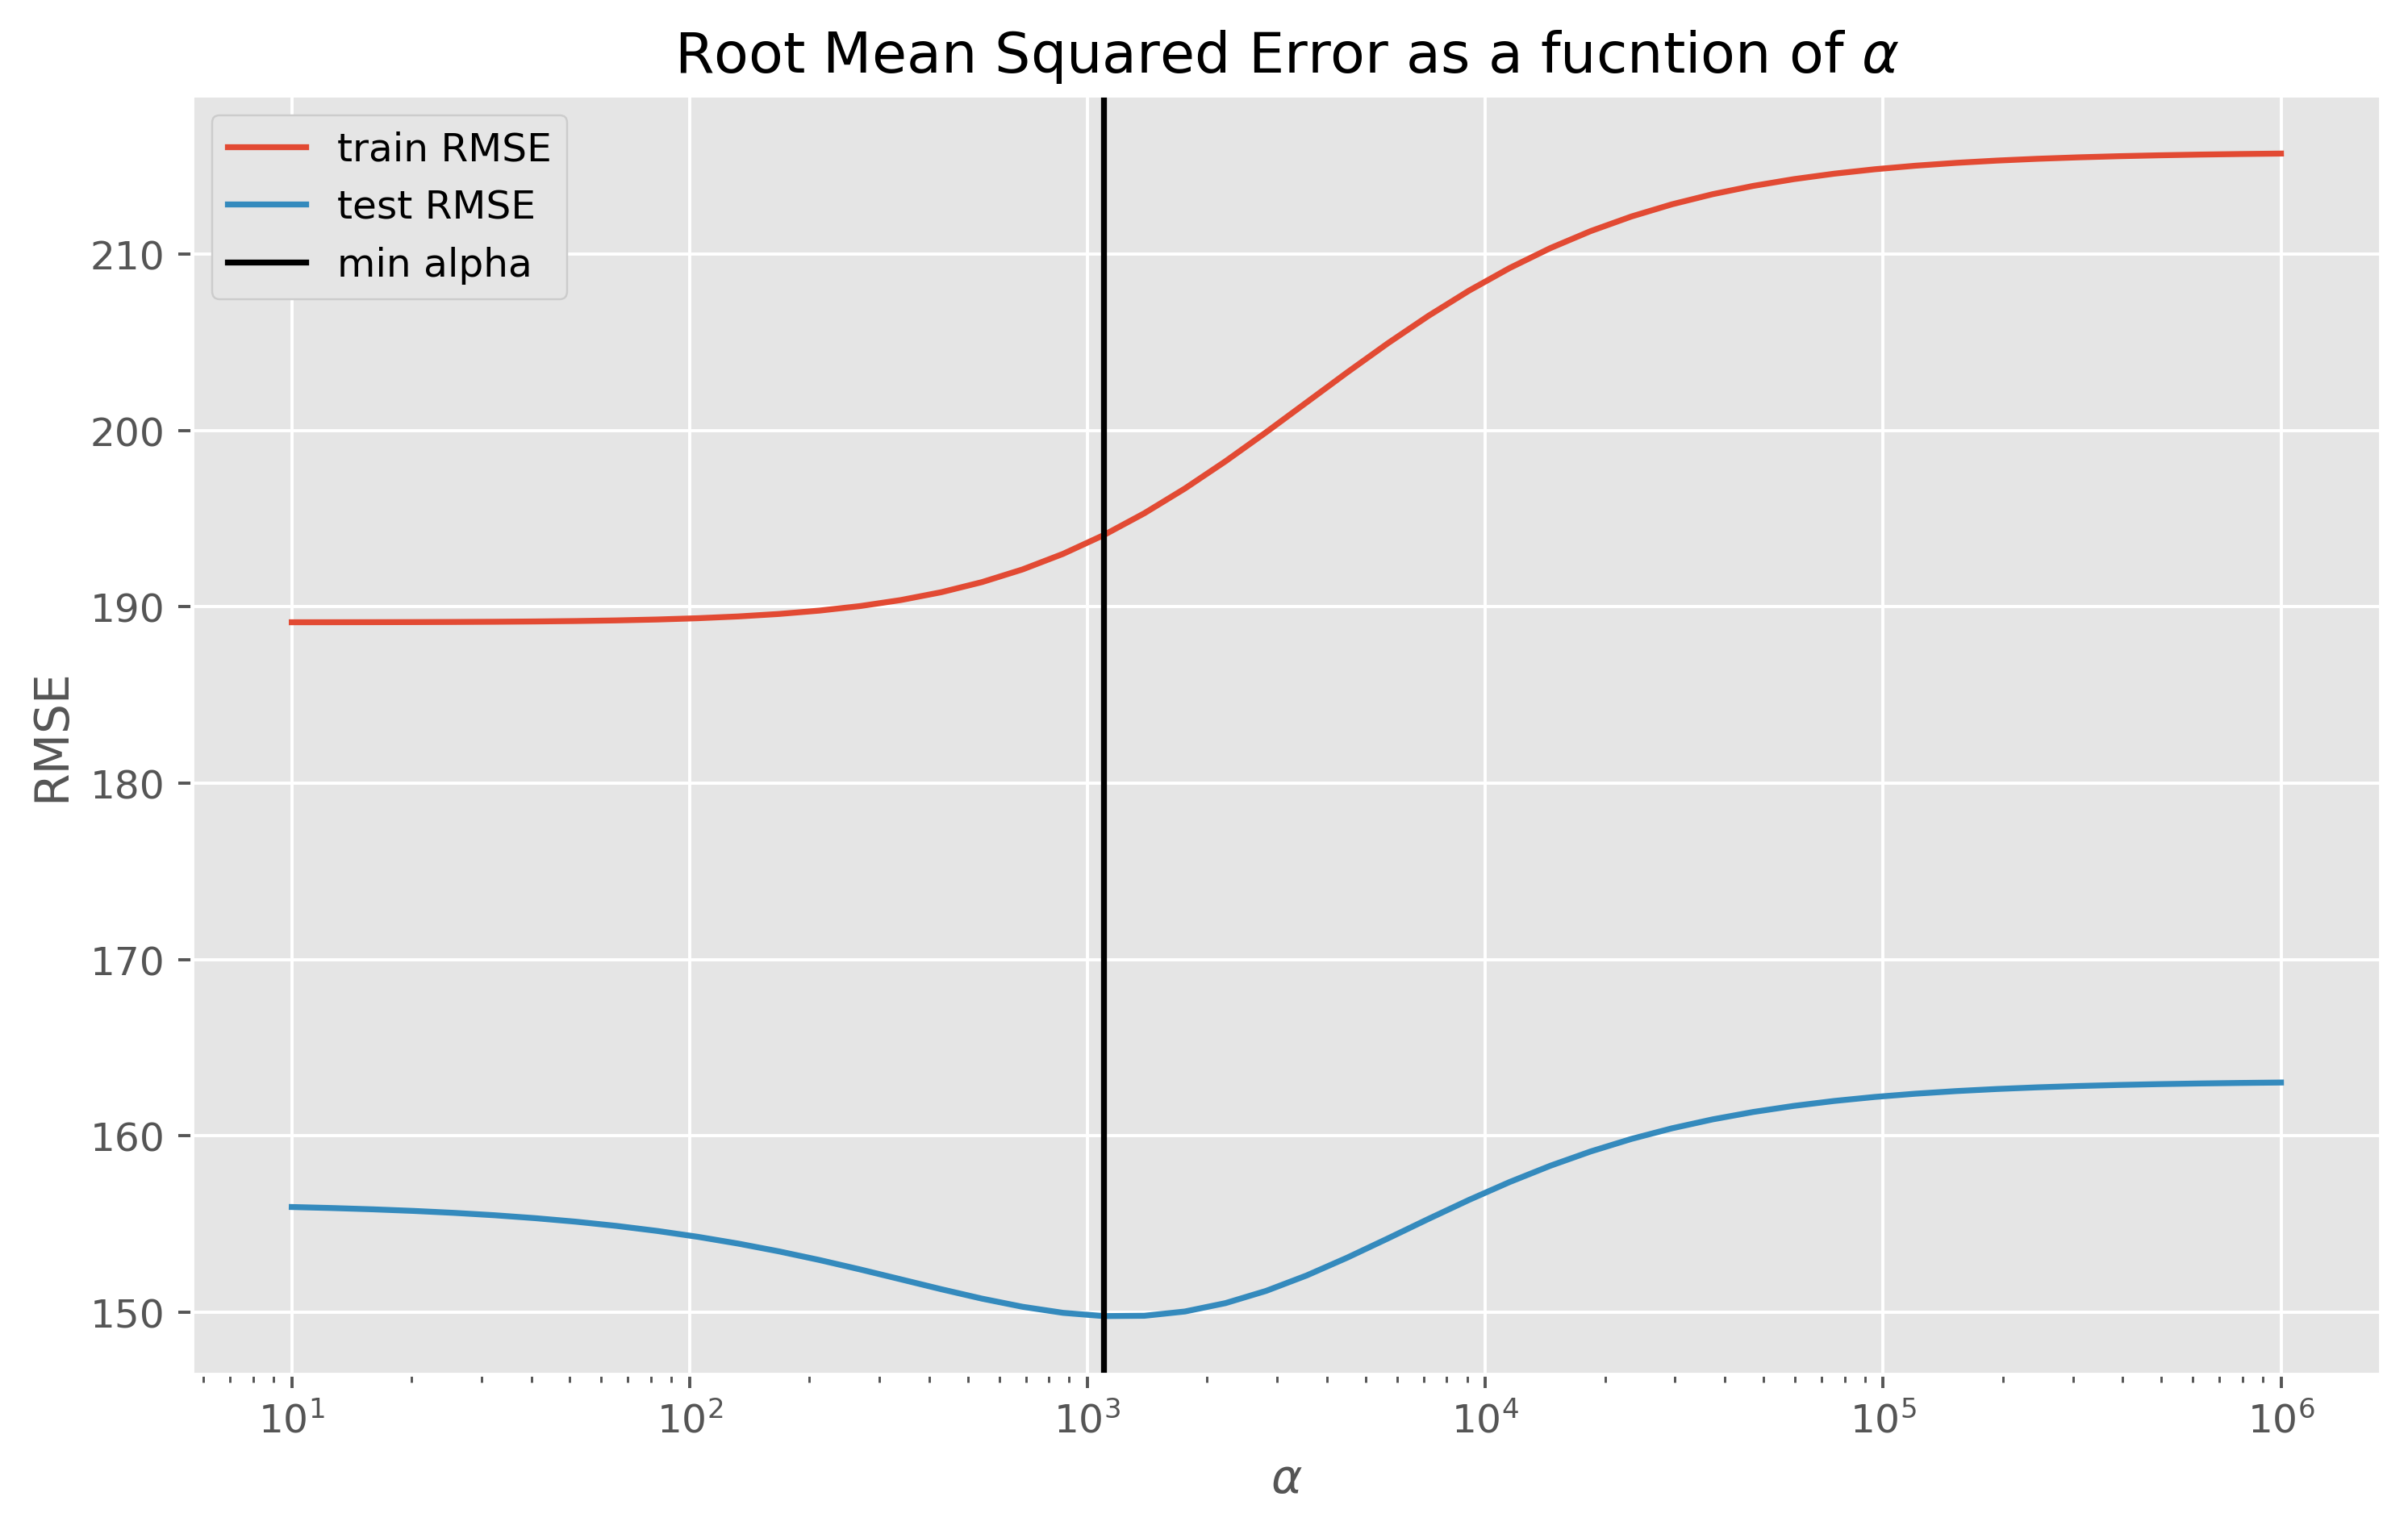 Root Mean Squared Error as a fucntion of α
train RMSE
test RMSE
min alpha
RMSE
210
200
190
180
170
160
150
10¹ 10² 10³ 10⁴ 10⁵ 10⁶
α